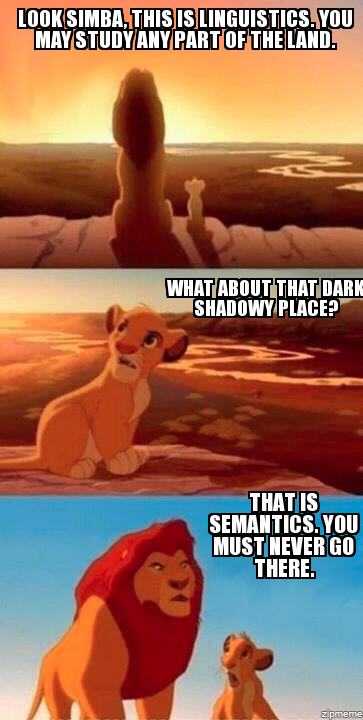 LOOK SIMBA, THIS IS LINGUISTICS. YOU
MAY STUDY ANY PART OF THE LAND.
WHAT ABOUT THAT DARK
SHADOWY PLACE?
THAT IS
SEMANTICS. YOU
MUST NEVER GO
THERE.
zipmeme